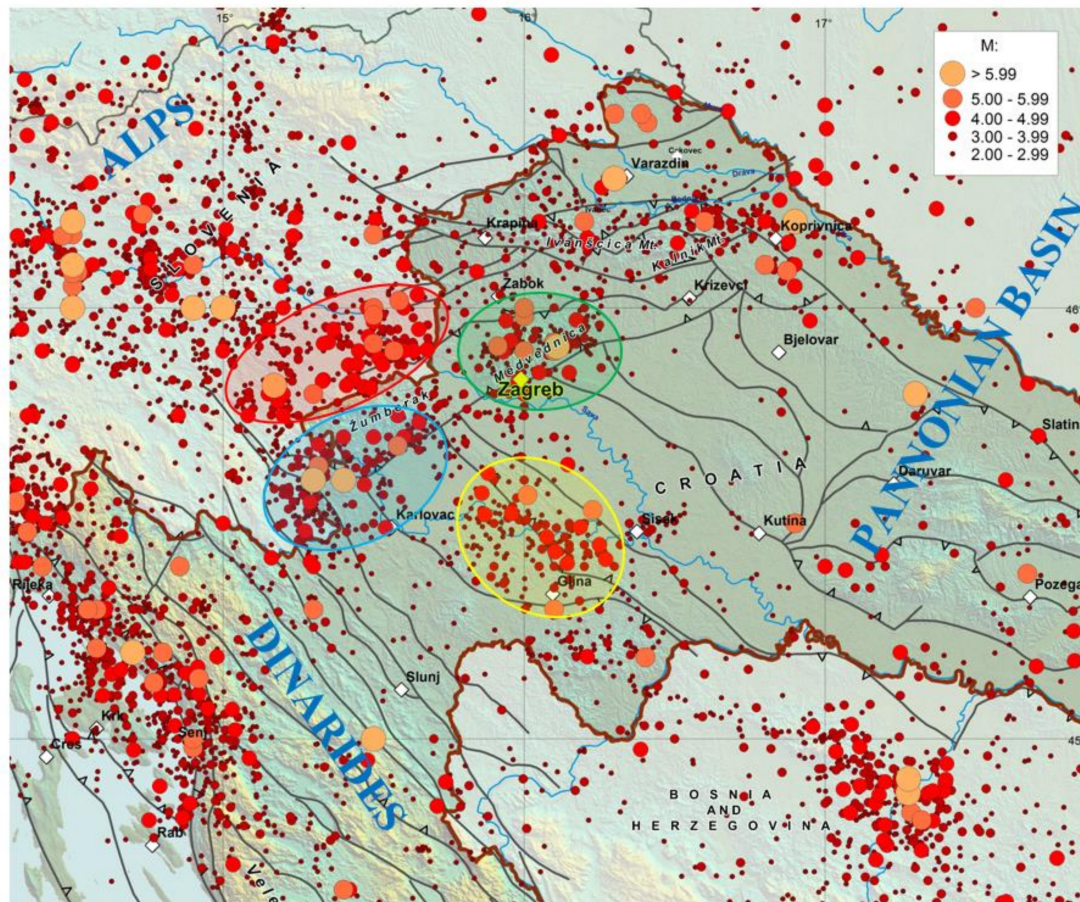 15°
16°
17°
M:
> 5.99
5.00 - 5.99
4.00 - 4.99
3.00 - 3.99
2.00 - 2.99
ALPS
SLOVENIA
Cakovec
Varazdin
Drava
Krapina
Ivanšcica Mt.
Kalnik Mt.
Koprivnica
Zabok
Krizevci
46°
Medvednica
Bjelovar
Zagreb
Žumberak
Sava
PANNONIAN BASIN
Slatin
CROATIA
Daruvar
Karlovac
Sisak
Kutina
Rijeka
Glina
Pozega
DINARIDES
Slunj
Krk
Senj
Cres
45
BOSNIA
AND
HERZEGOVINA
Rab
Vele